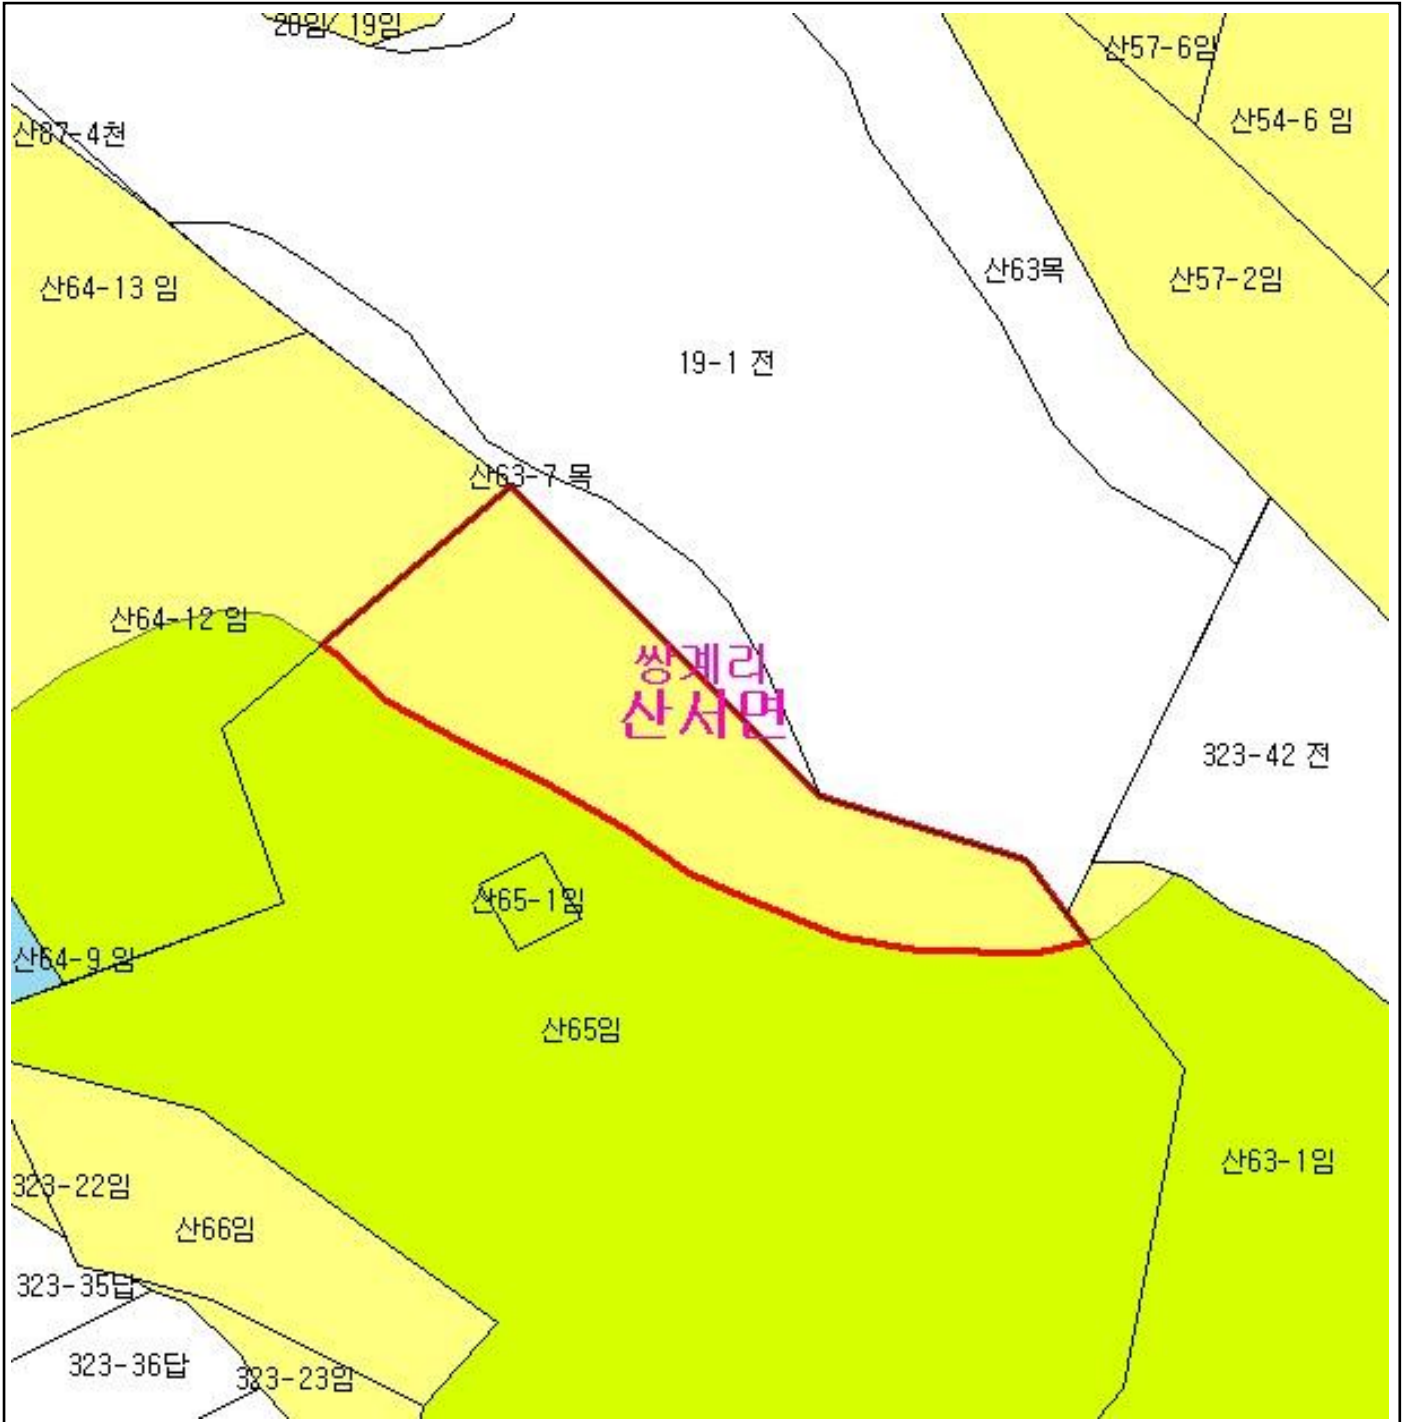 20임 19임
산57-6임
산54-6 임
산87-4천
산63목
산57-2임
산64-13 임
19-1 전
산63-7 목
산64-12 임
쌍계리
산서면
323-42 전
산65-1임
산64-9 임
산65임
산63-1임
323-22임
산66임
323-35답
323-36답
323-23임